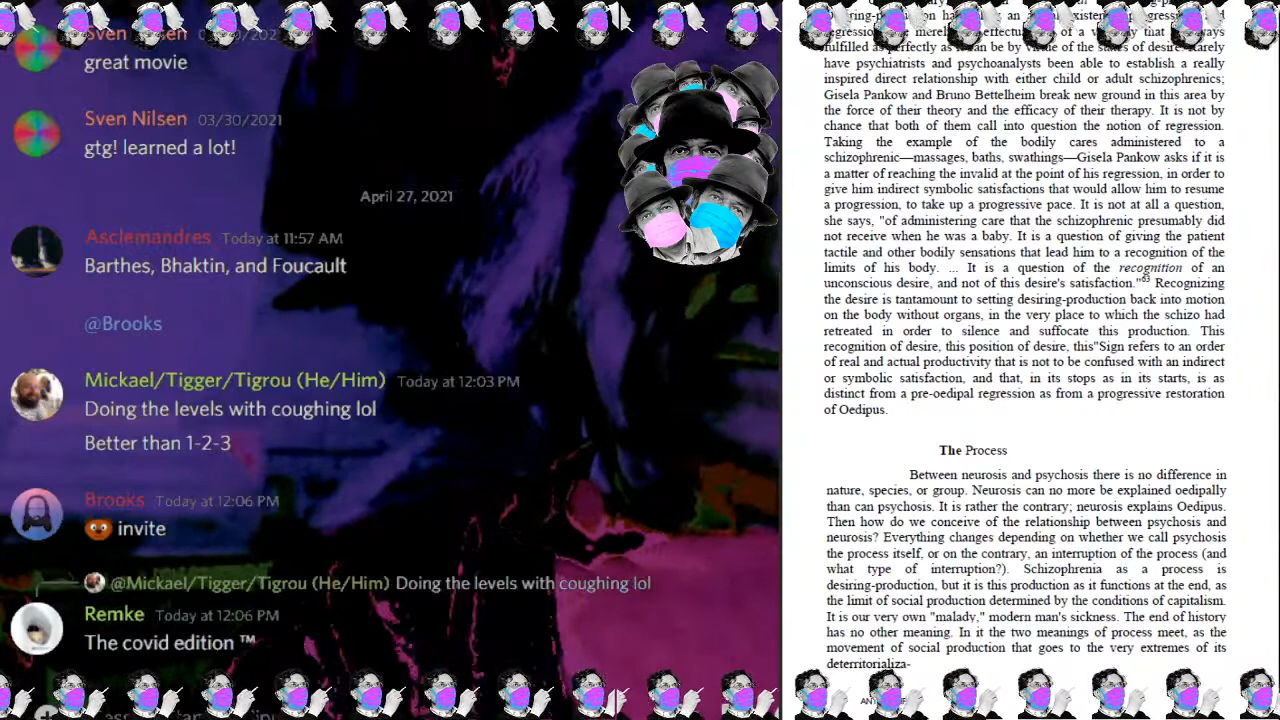 Sven
great movie
Sven Nilsen 03/30/2021
gtg! learned a lot!
April 27, 2021
Asclemandres Today at 11:57 AM
Barthes, Bhaktin, and Foucault
@Brooks
Mickael/Tigger/Tigrou (He/Him) Today at 12:03 PM
Doing the levels with coughing lol
Better than 1-2-3
Brooks Today at 12:06 PM
invite
@Mickael/Tigger/Tigrou (He/Him) Doing the levels with coughing lol
Remke Today at 12:06 PM
The covid edition ™
fulfilled as perfectly as it can be by virtue of the states of desire. Rarely
have psychiatrists and psychoanalysts been able to establish a really
inspired direct relationship with either child or adult schizophrenics;
Gisela Pankow and Bruno Bettelheim break new ground in this area by
the force of their theory and the efficacy of their therapy. It is not by
chance that both of them call into question the notion of regression.
Taking the example of the bodily cares administered to a
schizophrenic—massages, baths, swathings—Gisela Pankow asks if it is
a matter of reaching the invalid at the point of his regression, in order to
give him indirect symbolic satisfactions that would allow him to resume
a progression, to take up a progressive pace. It is not at all a question,
she says, "of administering care that the schizophrenic presumably did
not receive when he was a baby. It is a question of giving the patient
tactile and other bodily sensations that lead him to a recognition of the
limits of his body. ... It is a question of the recognition of an
unconscious desire, and not of this desire's satisfaction." Recognizing
the desire is tantamount to setting desiring-production back into motion
on the body without organs, in the very place to which the schizo had
retreated in order to silence and suffocate this production. This
recognition of desire, this position of desire, this"Sign refers to an order
of real and actual productivity that is not to be confused with an indirect
or symbolic satisfaction, and that, in its stops as in its starts, is as
distinct from a pre-oedipal regression as from a progressive restoration
of Oedipus.
The Process
Between neurosis and psychosis there is no difference in
nature, species, or group. Neurosis can no more be explained oedipally
than can psychosis. It is rather the contrary; neurosis explains Oedipus.
Then how do we conceive of the relationship between psychosis and
neurosis? Everything changes depending on whether we call psychosis
the process itself, or on the contrary, an interruption of the process (and
what type of interruption?). Schizophrenia as a process is
desiring-production, but it is this production as it functions at the end, as
the limit of social production determined by the conditions of capitalism.
It is our very own "malady," modern man's sickness. The end of history
has no other meaning. In it the two meanings of process meet, as the
movement of social production that goes to the very extremes of its
deterritorializa-